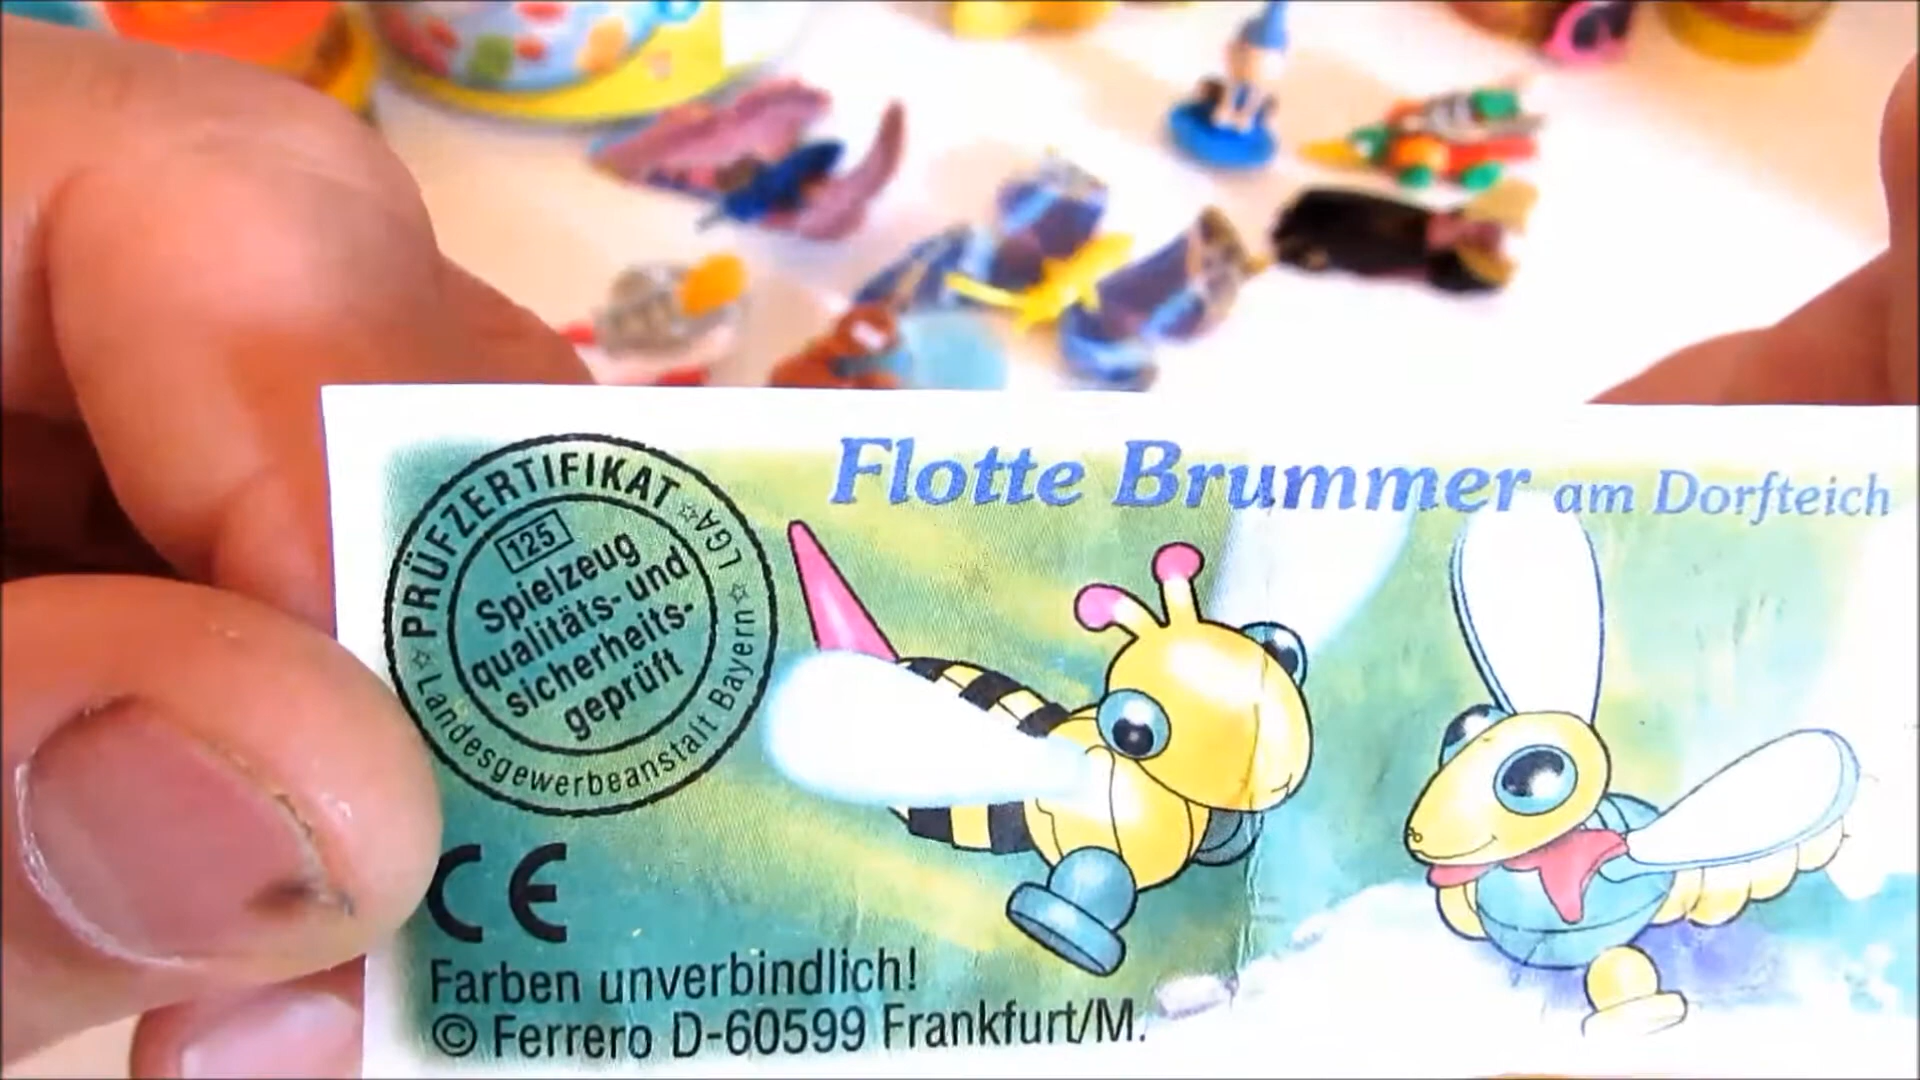 Flotte Brummer am Dorfteich
☆ PRÜFZERTIFIKAT ☆ LGA ☆
Landesgewerbeanstalt Bayern
125
Spielzeug
qualitäts- und
sicherheits-
geprüft
CE
Farben unverbindlich!
© Ferrero D-60599 Frankfurt/M.